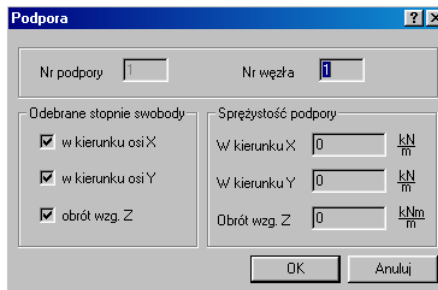 Podpora
Nr podpory 1 Nr węzła 1
Odebrane stopnie swobody
w kierunku osi X
w kierunku osi Y
obrót wzg. Z
Sprężystość podpory
W kierunku X 0 kN/m
W kierunku Y 0 kN/m
Obrót wzg. Z 0 kNm/m
OK Anuluj